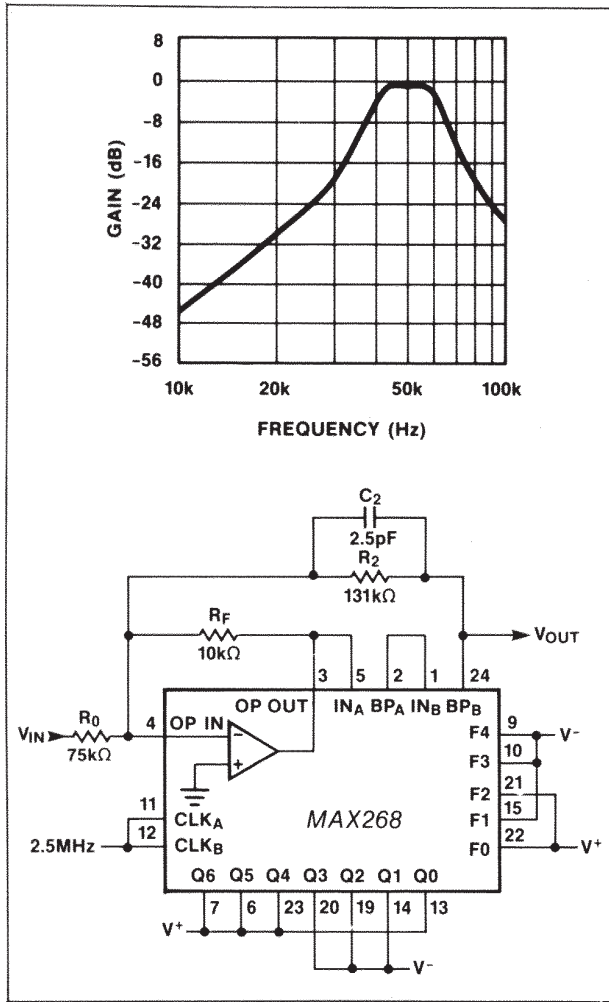 8
0
-8
-16
-24
-32
-40
-48
-56
GAIN (dB)
10k 20k 50k 100k
FREQUENCY (Hz)
C2
2.5pF
R2
131kΩ
RF
10kΩ
VOUT
3 5 2 1 24
OP OUT INA BPA INB BPB
R0
VIN
75kΩ
4 OP IN
F4 9 V-
F3 10
F2 21
F1 15
F0 22 V+
11 CLKA
12 CLKB
2.5MHz
MAX268
Q6 Q5 Q4 Q3 Q2 Q1 Q0
7 6 23 20 19 14 13
V+
V-